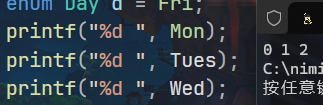 enum Day d = Fri;
printf("%d ", Mon);
printf("%d ", Tues);
printf("%d ", Wed);
0 1 2
C:\nimi
按任意键